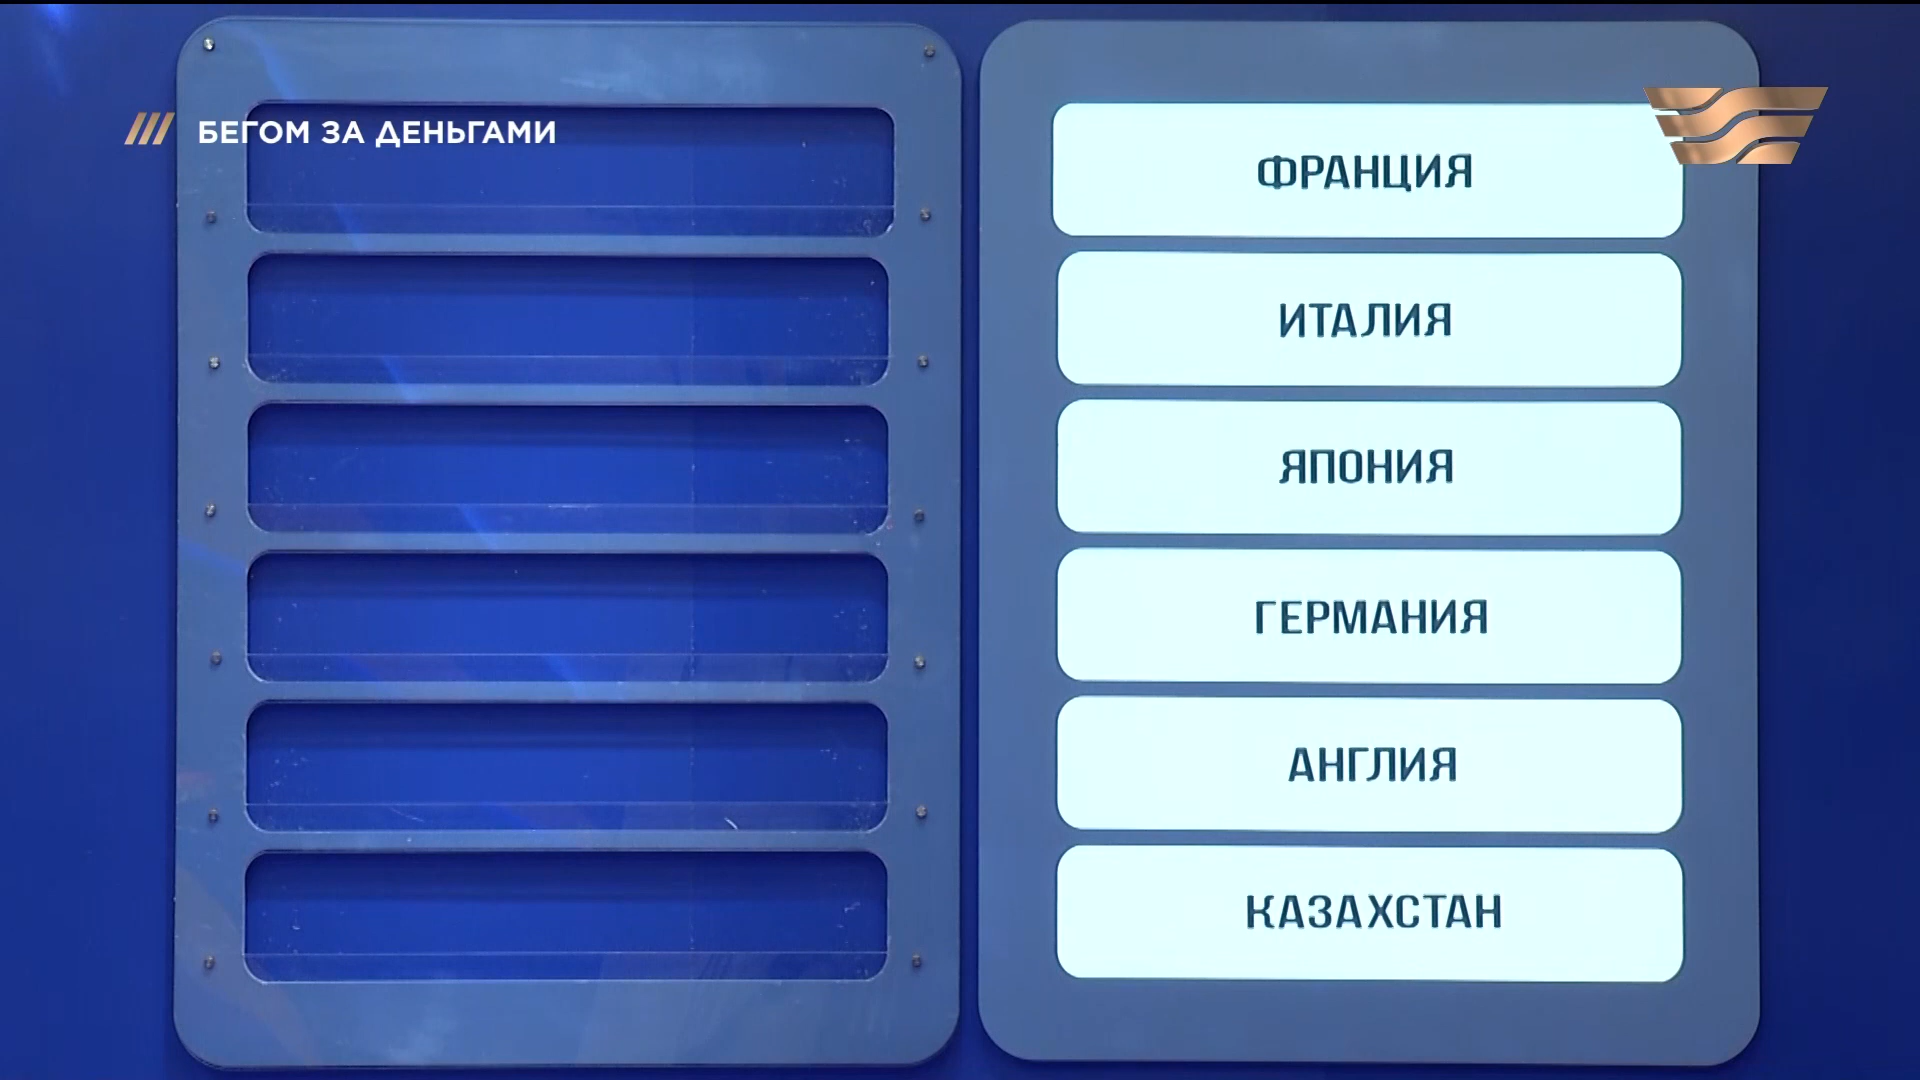 БЕГОМ ЗА ДЕНЬГАМИ
ФРАНЦИЯ
ИТАЛИЯ
ЯПОНИЯ
ГЕРМАНИЯ
АНГЛИЯ
КАЗАХСТАН